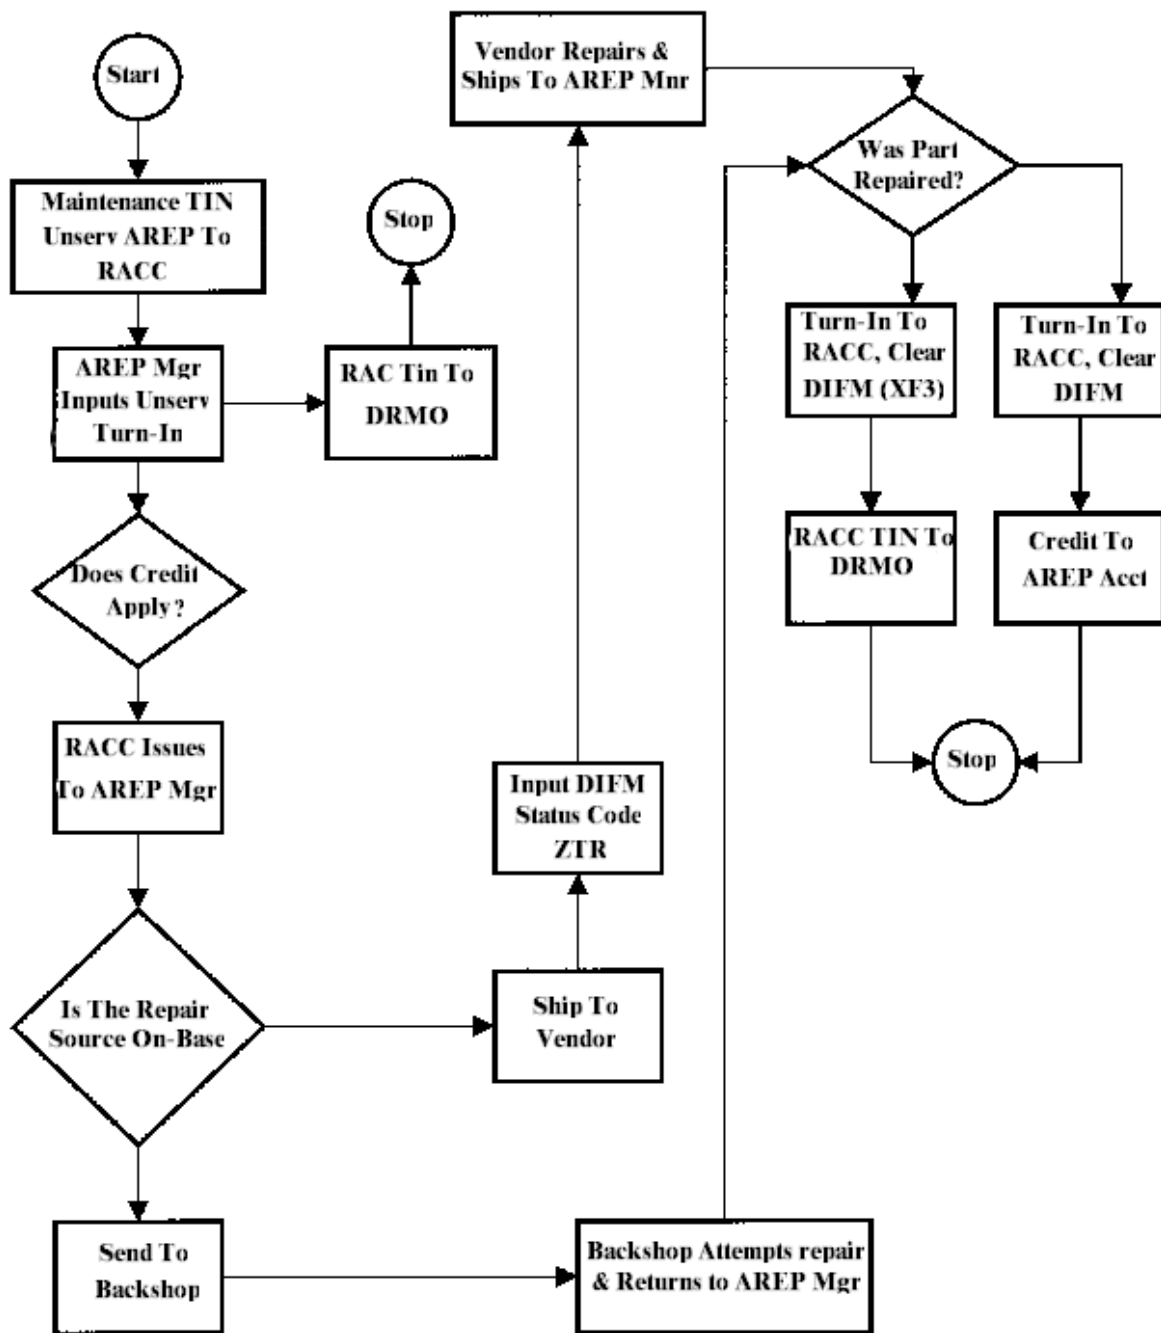 Start
Maintenance TIN
Unserv AREP To
RACC
AREP Mgr
Inputs Unserv
Turn-In
RAC Tin To
DRMO
Stop
Does Credit
Apply?
RACC Issues
To AREP Mgr
Is The Repair
Source On-Base
Ship To
Vendor
Input DIFM
Status Code
ZTR
Vendor Repairs &
Ships To AREP Mnr
Send To
Backshop
Backshop Attempts repair
& Returns to AREP Mgr
Was Part
Repaired?
Turn-In To
RACC, Clear
DIFM (XF3)
RACC TIN To
DRMO
Turn-In To
RACC, Clear
DIFM
Credit To
AREP Acct
Stop